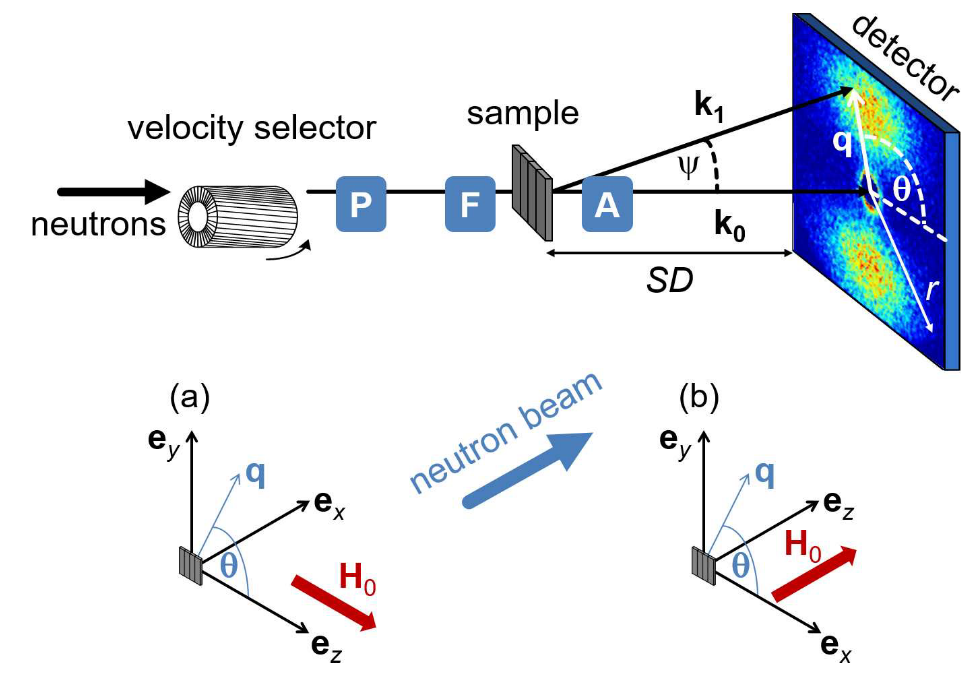 detector
sample
velocity selector
k1
ψ
q
θ
P
F
A
neutrons
k0
SD
r
(a)
neutron beam
(b)
ey
q
ex
θ
H0
ez
ey
q
ez
θ
H0
ex